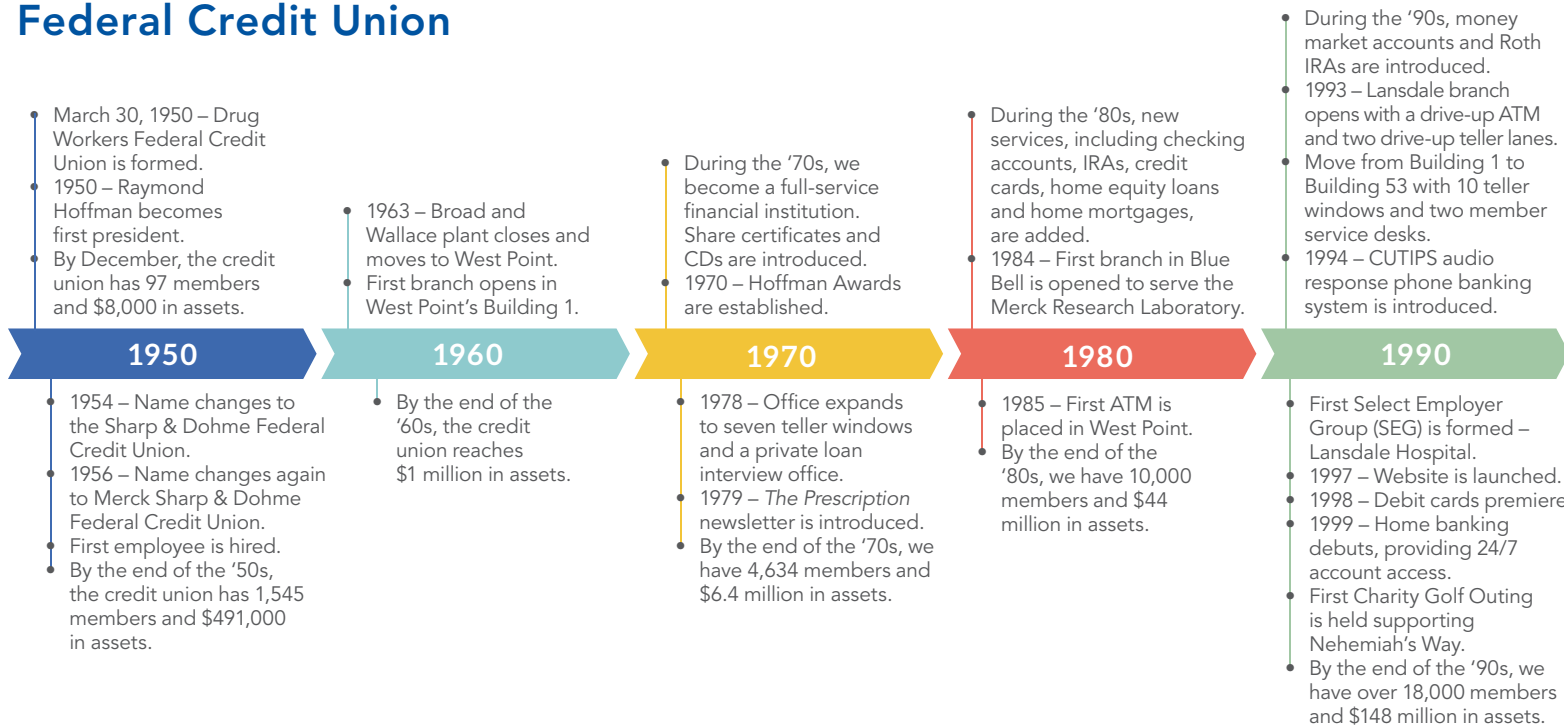 Federal Credit Union
March 30, 1950 – Drug
Workers Federal Credit
Union is formed.
1950 – Raymond
Hoffman becomes
first president.
By December, the credit
union has 97 members
and $8,000 in assets.
1950
1954 – Name changes to
the Sharp & Dohme Federal
Credit Union.
1956 – Name changes again
to Merck Sharp & Dohme
Federal Credit Union.
First employee is hired.
By the end of the ‘50s,
the credit union has 1,545
members and $491,000
in assets.
1963 – Broad and
Wallace plant closes and
moves to West Point.
First branch opens in
West Point’s Building 1.
1960
By the end of the
‘60s, the credit
union reaches
$1 million in assets.
During the ‘70s, we
become a full-service
financial institution.
Share certificates and
CDs are introduced.
1970 – Hoffman Awards
are established.
1970
1978 – Office expands
to seven teller windows
and a private loan
interview office.
1979 – The Prescription
newsletter is introduced.
By the end of the ‘70s, we
have 4,634 members and
$6.4 million in assets.
During the ‘80s, new
services, including checking
accounts, IRAs, credit
cards, home equity loans
and home mortgages,
are added.
1984 – First branch in Blue
Bell is opened to serve the
Merck Research Laboratory.
1980
1985 – First ATM is
placed in West Point.
By the end of the
‘80s, we have 10,000
members and $44
million in assets.
During the ‘90s, money
market accounts and Roth
IRAs are introduced.
1993 – Lansdale branch
opens with a drive-up ATM
and two drive-up teller lanes.
Move from Building 1 to
Building 53 with 10 teller
windows and two member
service desks.
1994 – CUTIPS audio
response phone banking
system is introduced.
1990
First Select Employer
Group (SEG) is formed –
Lansdale Hospital.
1997 – Website is launched.
1998 – Debit cards premiere
1999 – Home banking
debuts, providing 24/7
account access.
First Charity Golf Outing
is held supporting
Nehemiah’s Way.
By the end of the ‘90s, we
have over 18,000 members
and $148 million in assets.